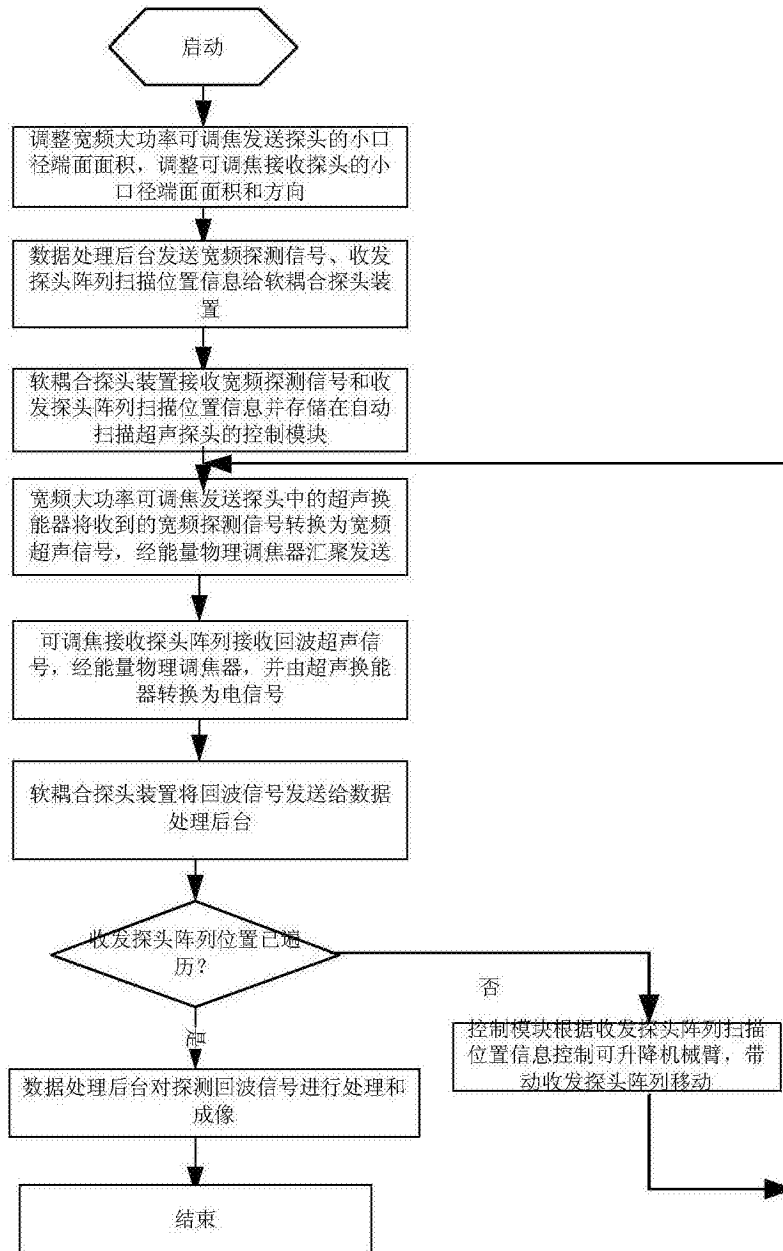 启动
调整宽频大功率可调焦发送探头的小口
径端面面积，调整可调焦接收探头的小
口径端面面积和方向
数据处理后台发送宽频探测信号、收发
探头阵列扫描位置信息给软耦合探头装
置
软耦合探头装置接收宽频探测信号和收
发探头阵列扫描位置信息并存储在自动
扫描超声探头的控制模块
宽频大功率可调焦发送探头中的超声换
能器将收到的宽频探测信号转换为宽频
超声信号，经能量物理调焦器汇聚发送
可调焦接收探头阵列接收回波超声信
号，经能量物理调焦器，并由超声换能
器转换为电信号
软耦合探头装置将回波信号发送给数据
处理后台
收发探头阵列位置已遍
历？
否
是
控制模块根据收发探头阵列扫描
位置信息控制可升降机械臂，带
动收发探头阵列移动
数据处理后台对探测回波信号进行处理和
成像
结束